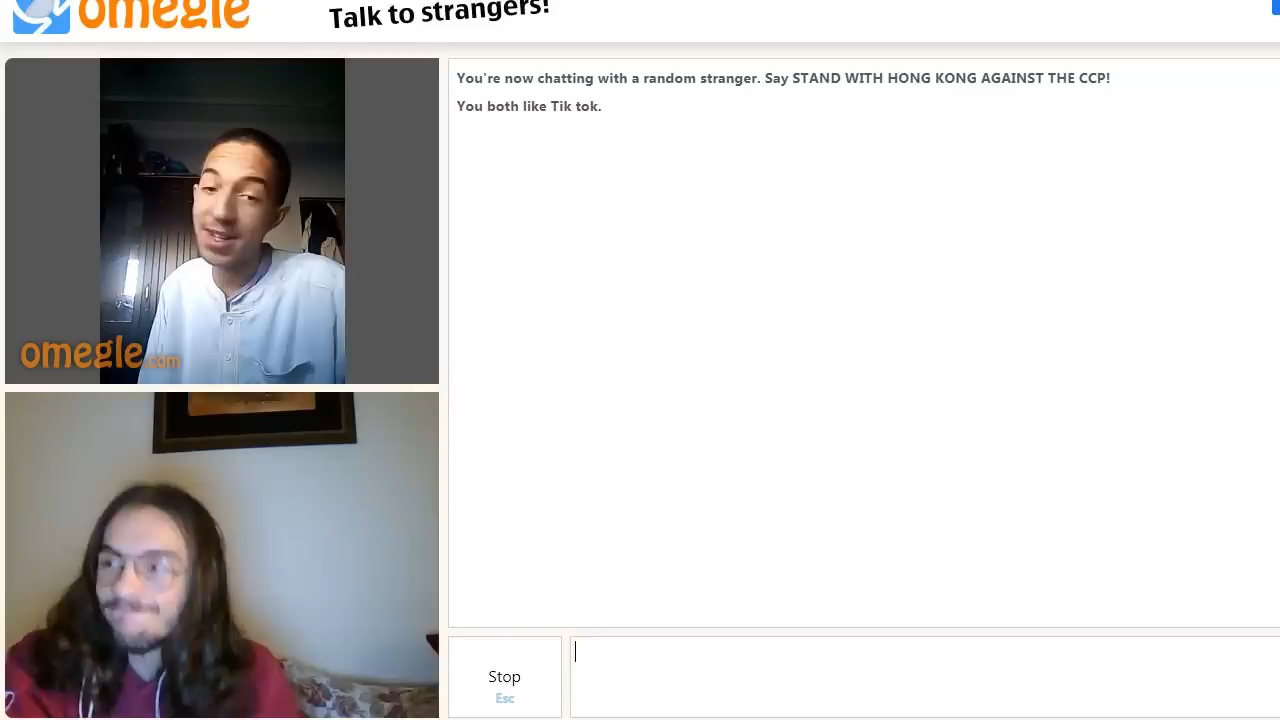 omegle
Talk to strangers!
You're now chatting with a random stranger. Say STAND WITH HONG KONG AGAINST THE CCP!
You both like Tik tok.
omegle.com
Stop
Esc